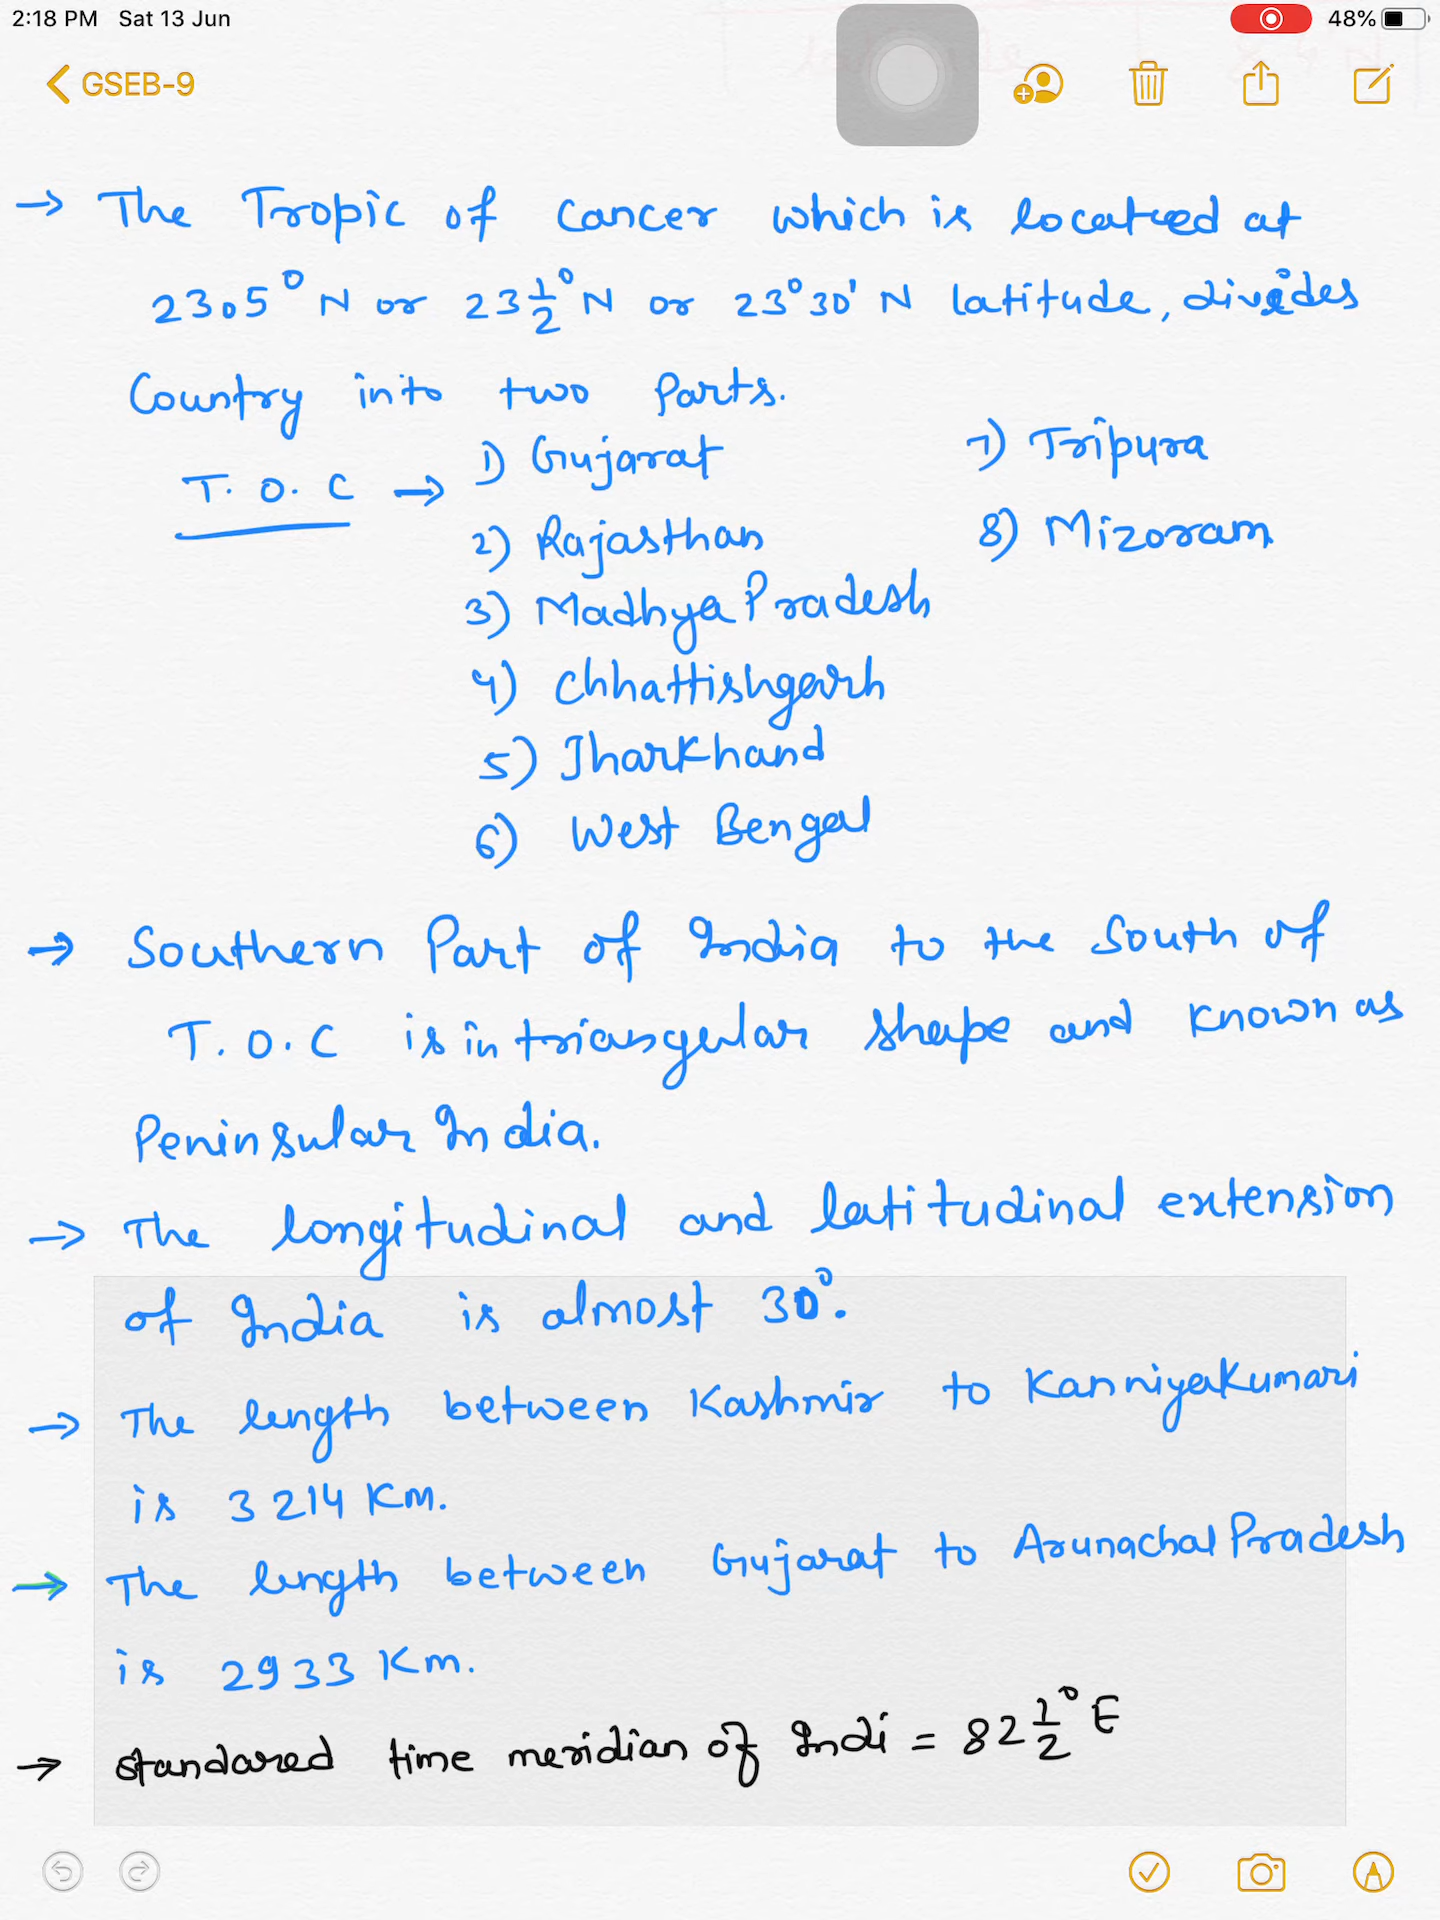 2:18 PM Sat 13 Jun 48%
GSEB-9
→ The Tropic of Cancer which is locatced at
23.5° N or 23½° N or 23°30' N latitude, divides
Country into two Parts.
T. O. C → 1) Gujarat 7) Tripura
2) Rajasthan 8) Mizoram
3) Madhya Pradesh
4) Chhattishgarh
5) Jharkhand
6) West Bengal
→ Southern Part of India to the South of
T. O. C is in triangular shape and known as
Peninsular India.
→ The longitudinal and latitudinal extension
of India is almost 30°.
→ The length between Kashmir to Kanniyakumari
is 3214 Km.
→ The length between Gujarat to Arunachal Pradesh
is 2933 Km.
→ standared time meridian of Indi = 82½° E